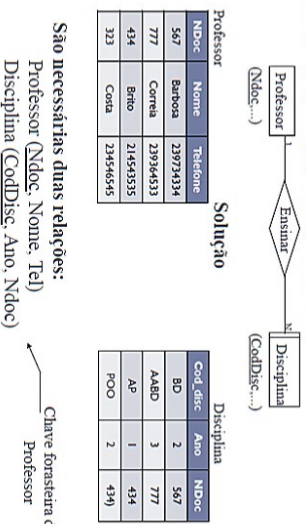 Professor 1 Ensinar N Disciplina
(Ndoc,...) (CodDisc,...)
Solução
Professor
NDoc Nome Telefone
567 Barbosa 239734334
777 Correia 239364533
434 Brito 214543535
323 Costa 234546545
Disciplina
Cod_disc Ano NDoc
BD 2 567
AABD 3 777
AP 1 434
POO 2 434)
São necessárias duas relações:
Professor (Ndoc, Nome, Tel)
Disciplina (CodDisc, Ano, Ndoc)
Chave forasteira d
Professor